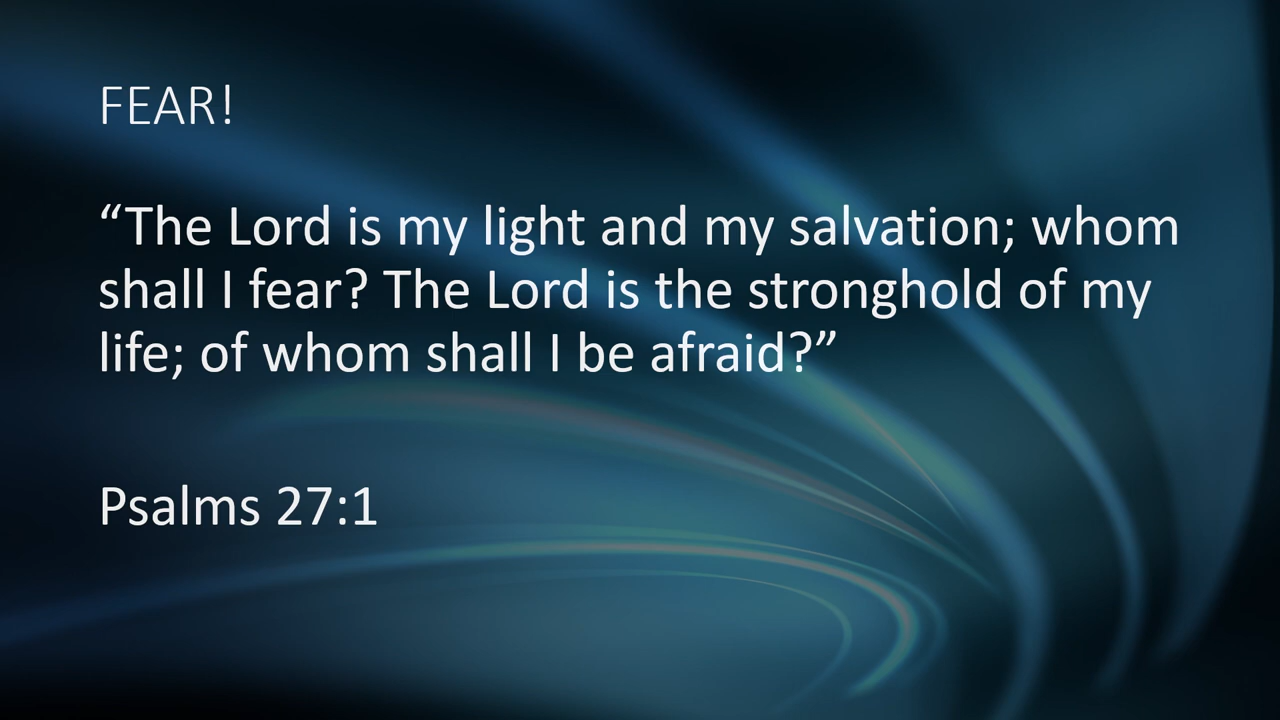 FEAR!
“The Lord is my light and my salvation; whom
shall I fear? The Lord is the stronghold of my
life; of whom shall I be afraid?”
Psalms 27:1